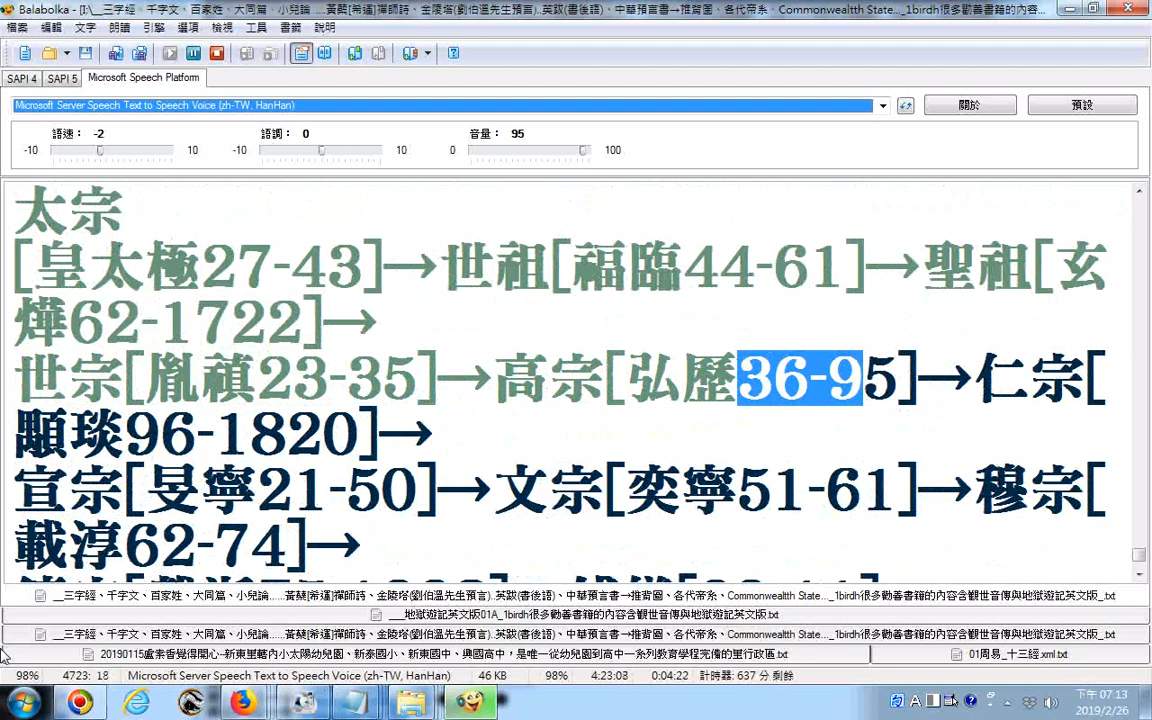 Balabolka - [I:\__三字經、千字文、百家姓、大同篇、小兒論.....黃蘗[希運]禪師詩、金陵塔(劉伯溫先生預言)..英㪚(書後語)、中華預言書→推背圖、各代帝系、Commonwealtth State..._1birdh很多勸善書籍的內容...
檔案 編輯 文字 朗讀 引擎 選項 檢視 工具 書籤 說明
SAPI 4 SAPI 5 Microsoft Speech Platform
Microsoft Server Speech Text to Speech Voice (zh-TW, HanHan)
關於 預設
語速： -2 語調： 0 音量： 95
-10 10 -10 10 0 100
太宗
[皇太極27-43]→世祖[福臨44-61]→聖祖[玄
燁62-1722]→
世宗[胤禛23-35]→高宗[弘歷36-95]→仁宗[
顒琰96-1820]→
宣宗[旻寧21-50]→文宗[奕寧51-61]→穆宗[
載淳62-74]→
__三字經、千字文、百家姓、大同篇、小兒論.....黃蘗[希運]禪師詩、金陵塔(劉伯溫先生預言)..英㪚(書後語)、中華預言書→推背圖、各代帝系、Commonwealtth State..._1birdh很多勸善書籍的內容含觀世音傳與地獄遊記英文版_.txt
___地獄遊記英文版01A_1birdh很多勸善書籍的內容含觀世音傳與地獄遊記英文版.txt
__三字經、千字文、百家姓、大同篇、小兒論.....黃蘗[希運]禪師詩、金陵塔(劉伯溫先生預言)..英㪚(書後語)、中華預言書→推背圖、各代帝系、Commonwealtth State..._1birdh很多勸善書籍的內容含觀世音傳與地獄遊記英文版_.txt
20190115盧素香覺得開心--新東里轄內小太陽幼兒園、新泰國小、新東國中、興國高中，是唯一從幼兒園到高中一系列教育學程完備的里行政區.txt 01周易_十三經.xml.txt
98% 4723: 18 Microsoft Server Speech Text to Speech Voice (zh-TW, HanHan) 46 KB 98% 4:23:03 0:04:22 計時器: 637 分 剩餘
下午 07:13
2019/2/26